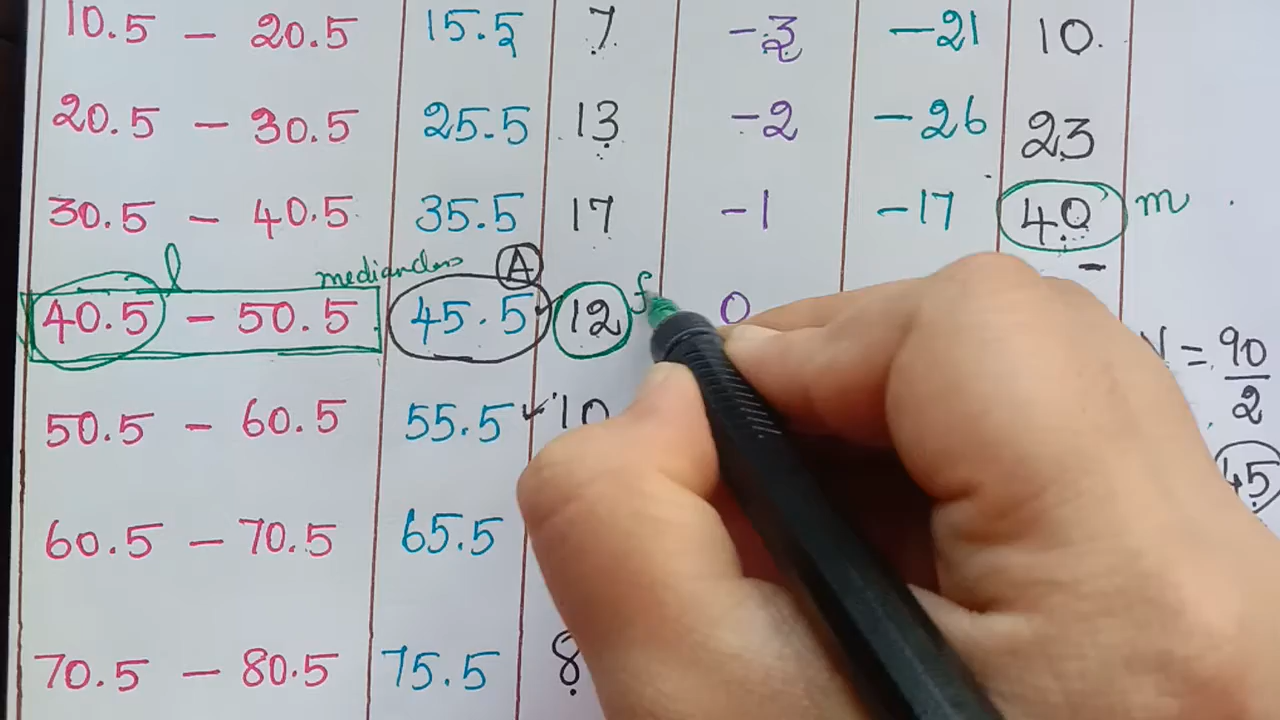 10.5 – 20.5 15.5 7 -3 -21 10
20.5 – 30.5 25.5 13 -2 -26 23
30.5 – 40.5 35.5 17 -1 -17 40 m
l median class A
40.5 – 50.5 45.5 12 f 0
= 90
2
50.5 – 60.5 55.5 10
45
60.5 – 70.5 65.5
70.5 – 80.5 75.5 8